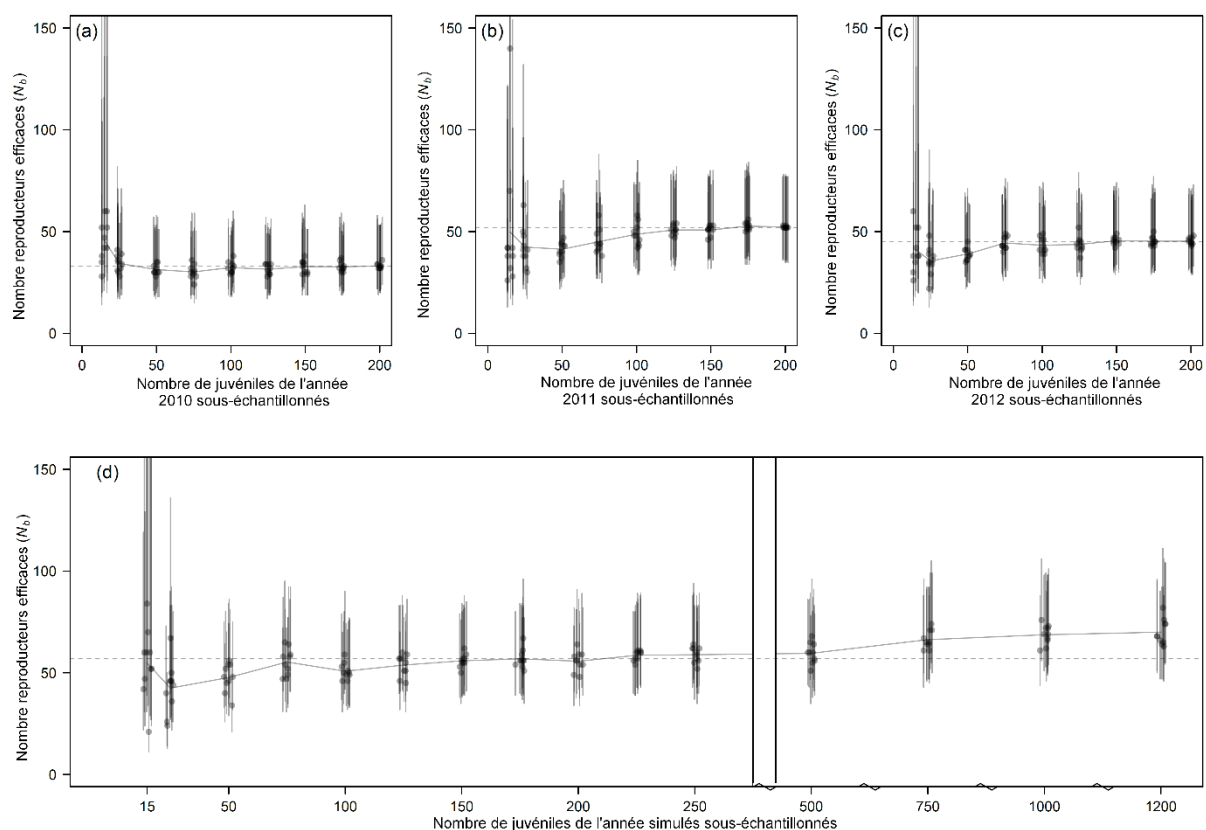 (a)
150
100
50
0
Nombre reproducteurs efficaces (Nb)
0 50 100 150 200
Nombre de juvéniles de l'année
2010 sous-échantillonnés
(b)
150
100
50
0
Nombre reproducteurs efficaces (Nb)
0 50 100 150 200
Nombre de juvéniles de l'année
2011 sous-échantillonnés
(c)
150
100
50
0
Nombre reproducteurs efficaces (Nb)
0 50 100 150 200
Nombre de juvéniles de l'année
2012 sous-échantillonnés
(d)
150
100
50
0
Nombre reproducteurs efficaces (Nb)
15 50 100 150 200 250 500 750 1000 1200
Nombre de juvéniles de l'année simulés sous-échantillonnés